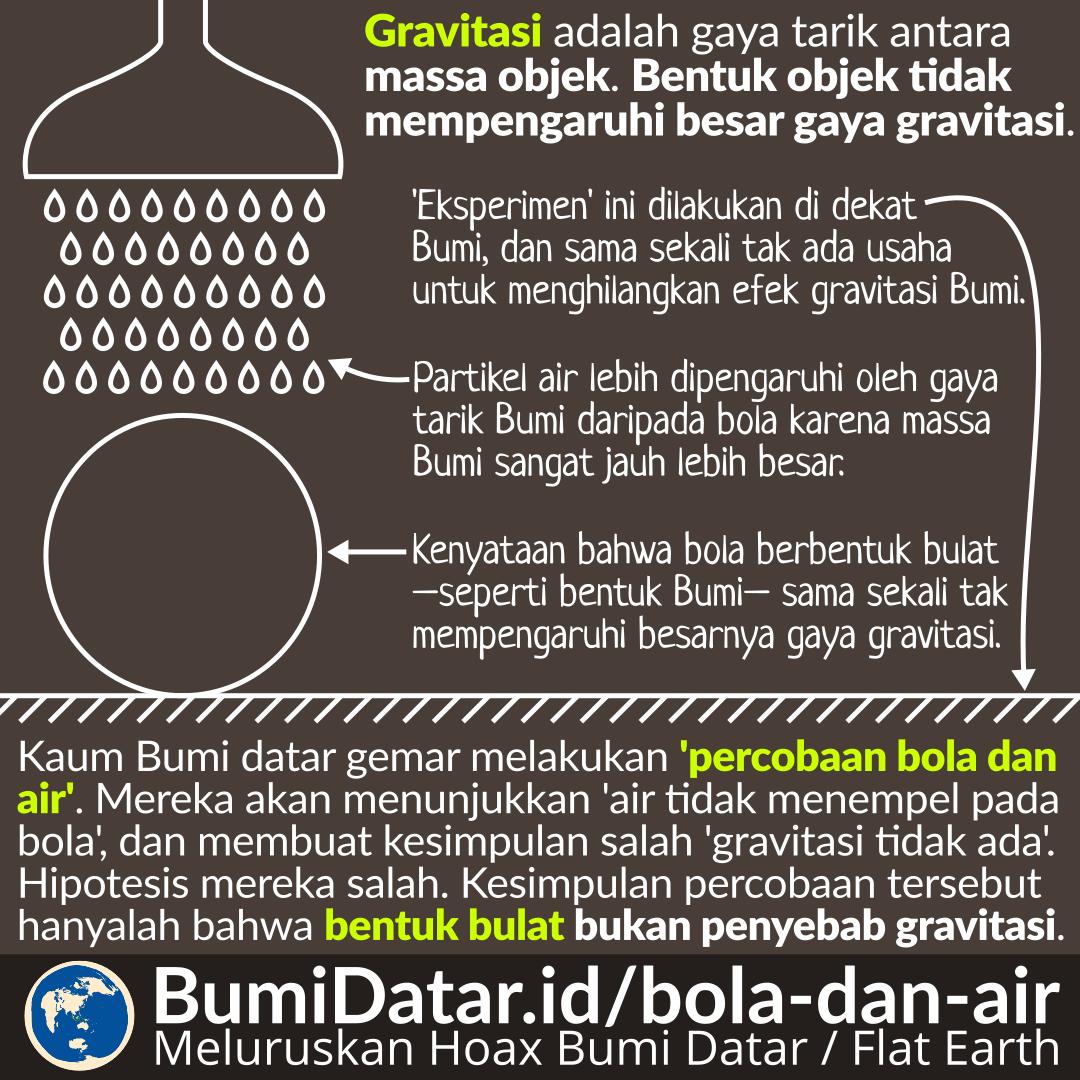 Gravitasi adalah gaya tarik antara
massa objek. Bentuk objek tidak
mempengaruhi besar gaya gravitasi.
'Eksperimen' ini dilakukan di dekat
Bumi, dan sama sekali tak ada usaha
untuk menghilangkan efek gravitasi Bumi.
Partikel air lebih dipengaruhi oleh gaya
tarik Bumi daripada bola karena massa
Bumi sangat jauh lebih besar.
Kenyataan bahwa bola berbentuk bulat
—seperti bentuk Bumi— sama sekali tak
mempengaruhi besarnya gaya gravitasi.
Kaum Bumi datar gemar melakukan 'percobaan bola dan
air'. Mereka akan menunjukkan 'air tidak menempel pada
bola', dan membuat kesimpulan salah 'gravitasi tidak ada'.
Hipotesis mereka salah. Kesimpulan percobaan tersebut
hanyalah bahwa bentuk bulat bukan penyebab gravitasi.
BumiDatar.id/bola-dan-air
Meluruskan Hoax Bumi Datar / Flat Earth